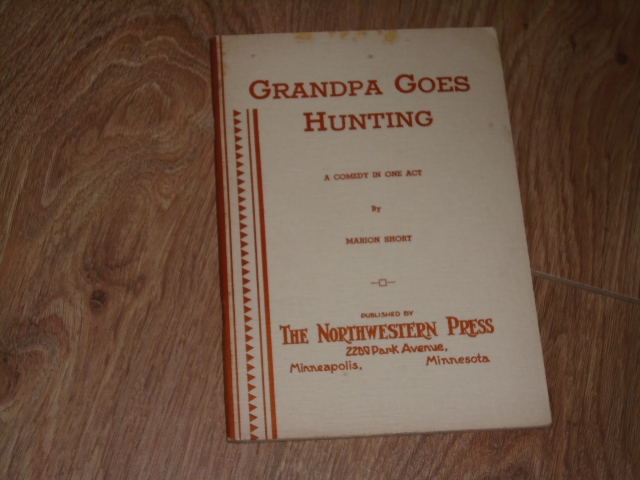 GRANDPA GOES
HUNTING
A COMEDY IN ONE ACT
By
MARION SHORT
PUBLISHED BY
THE NORTHWESTERN PRESS
2200 Park Avenue,
Minneapolis, Minnesota